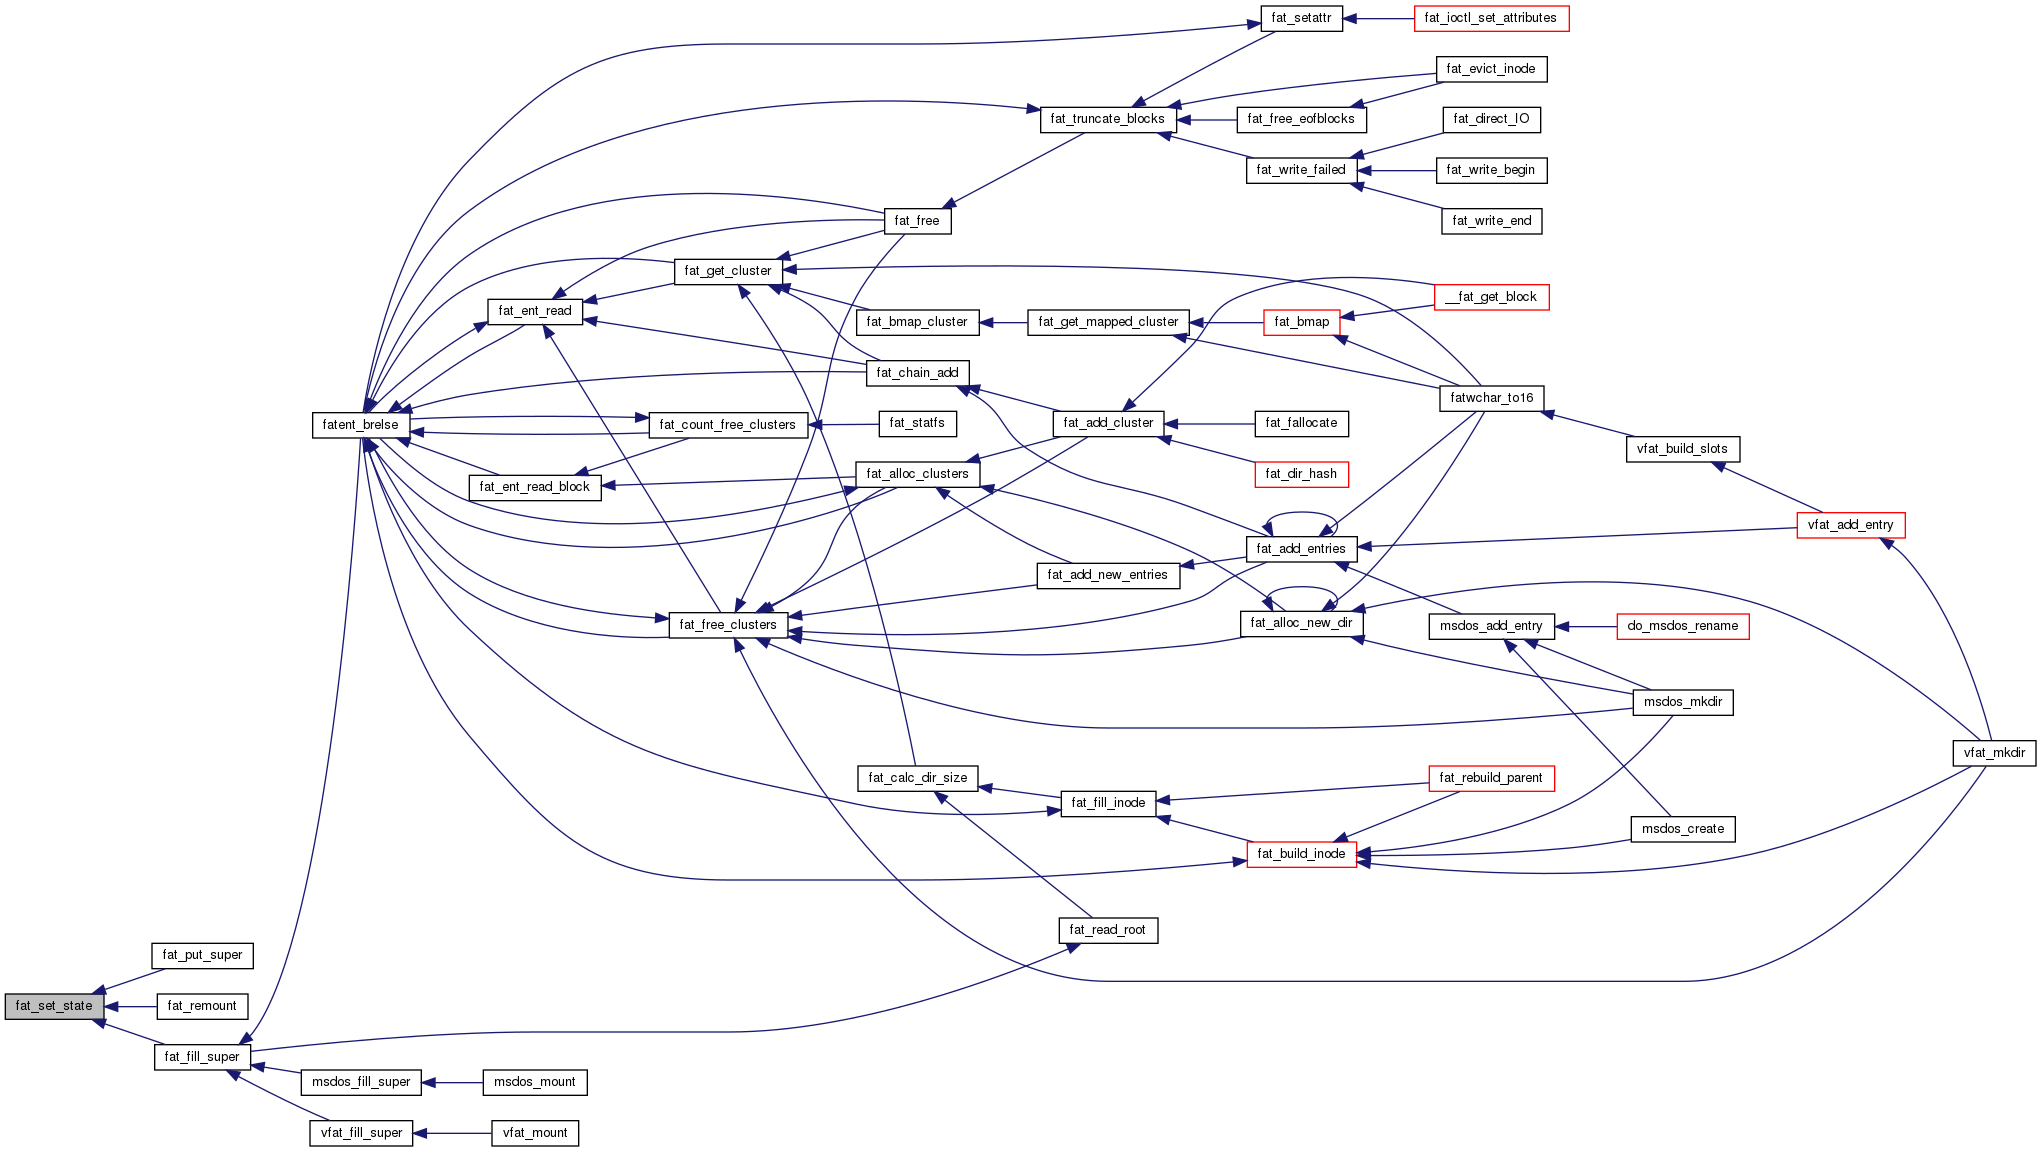 fat_setattr
fat_ioctl_set_attributes
fat_evict_inode
fat_truncate_blocks
fat_free_eofblocks
fat_direct_IO
fat_write_failed
fat_write_begin
fat_free
fat_write_end
fat_get_cluster
fat_ent_read
__fat_get_block
fat_bmap_cluster
fat_get_mapped_cluster
fat_bmap
fat_chain_add
fatwchar_to16
fatent_brelse
fat_count_free_clusters
fat_statfs
fat_add_cluster
fat_fallocate
vfat_build_slots
fat_ent_read_block
fat_alloc_clusters
fat_dir_hash
vfat_add_entry
fat_add_entries
fat_add_new_entries
fat_free_clusters
fat_alloc_new_dir
msdos_add_entry
do_msdos_rename
msdos_mkdir
vfat_mkdir
fat_calc_dir_size
fat_rebuild_parent
fat_fill_inode
msdos_create
fat_build_inode
fat_read_root
fat_put_super
fat_set_state
fat_remount
fat_fill_super
msdos_fill_super
msdos_mount
vfat_fill_super
vfat_mount